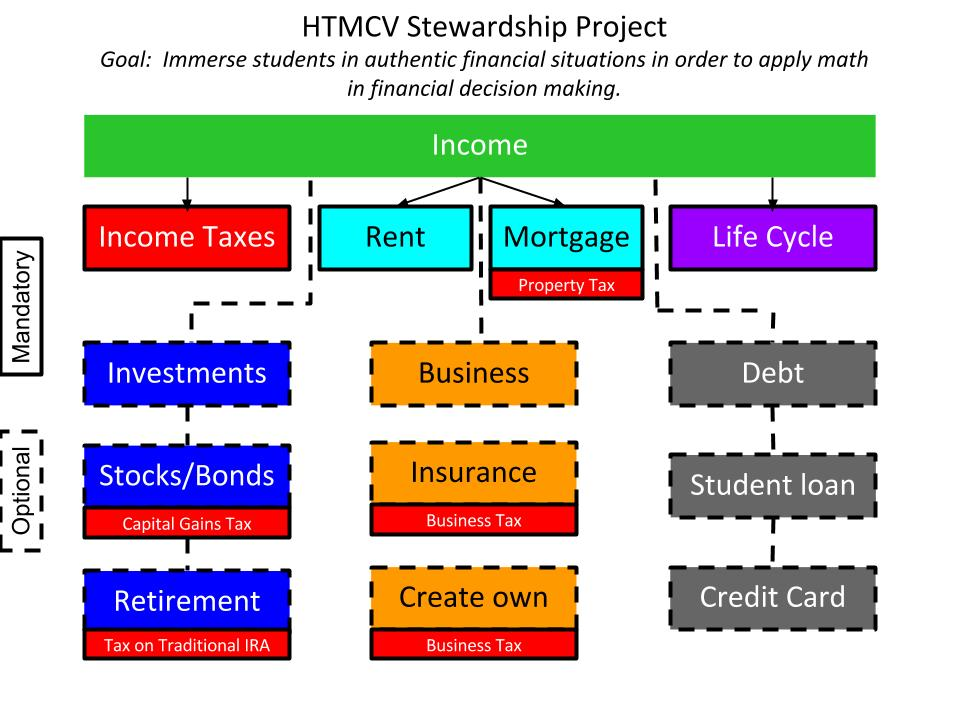 HTMCV Stewardship Project
Goal:  Immerse students in authentic financial situations in order to apply math
in financial decision making.
Income
Income Taxes
Rent
Mortgage
Life Cycle
Property Tax
Mandatory
Investments
Business
Debt
Optional
Stocks/Bonds
Insurance
Student loan
Capital Gains Tax
Business Tax
Retirement
Create own
Credit Card
Tax on Traditional IRA
Business Tax